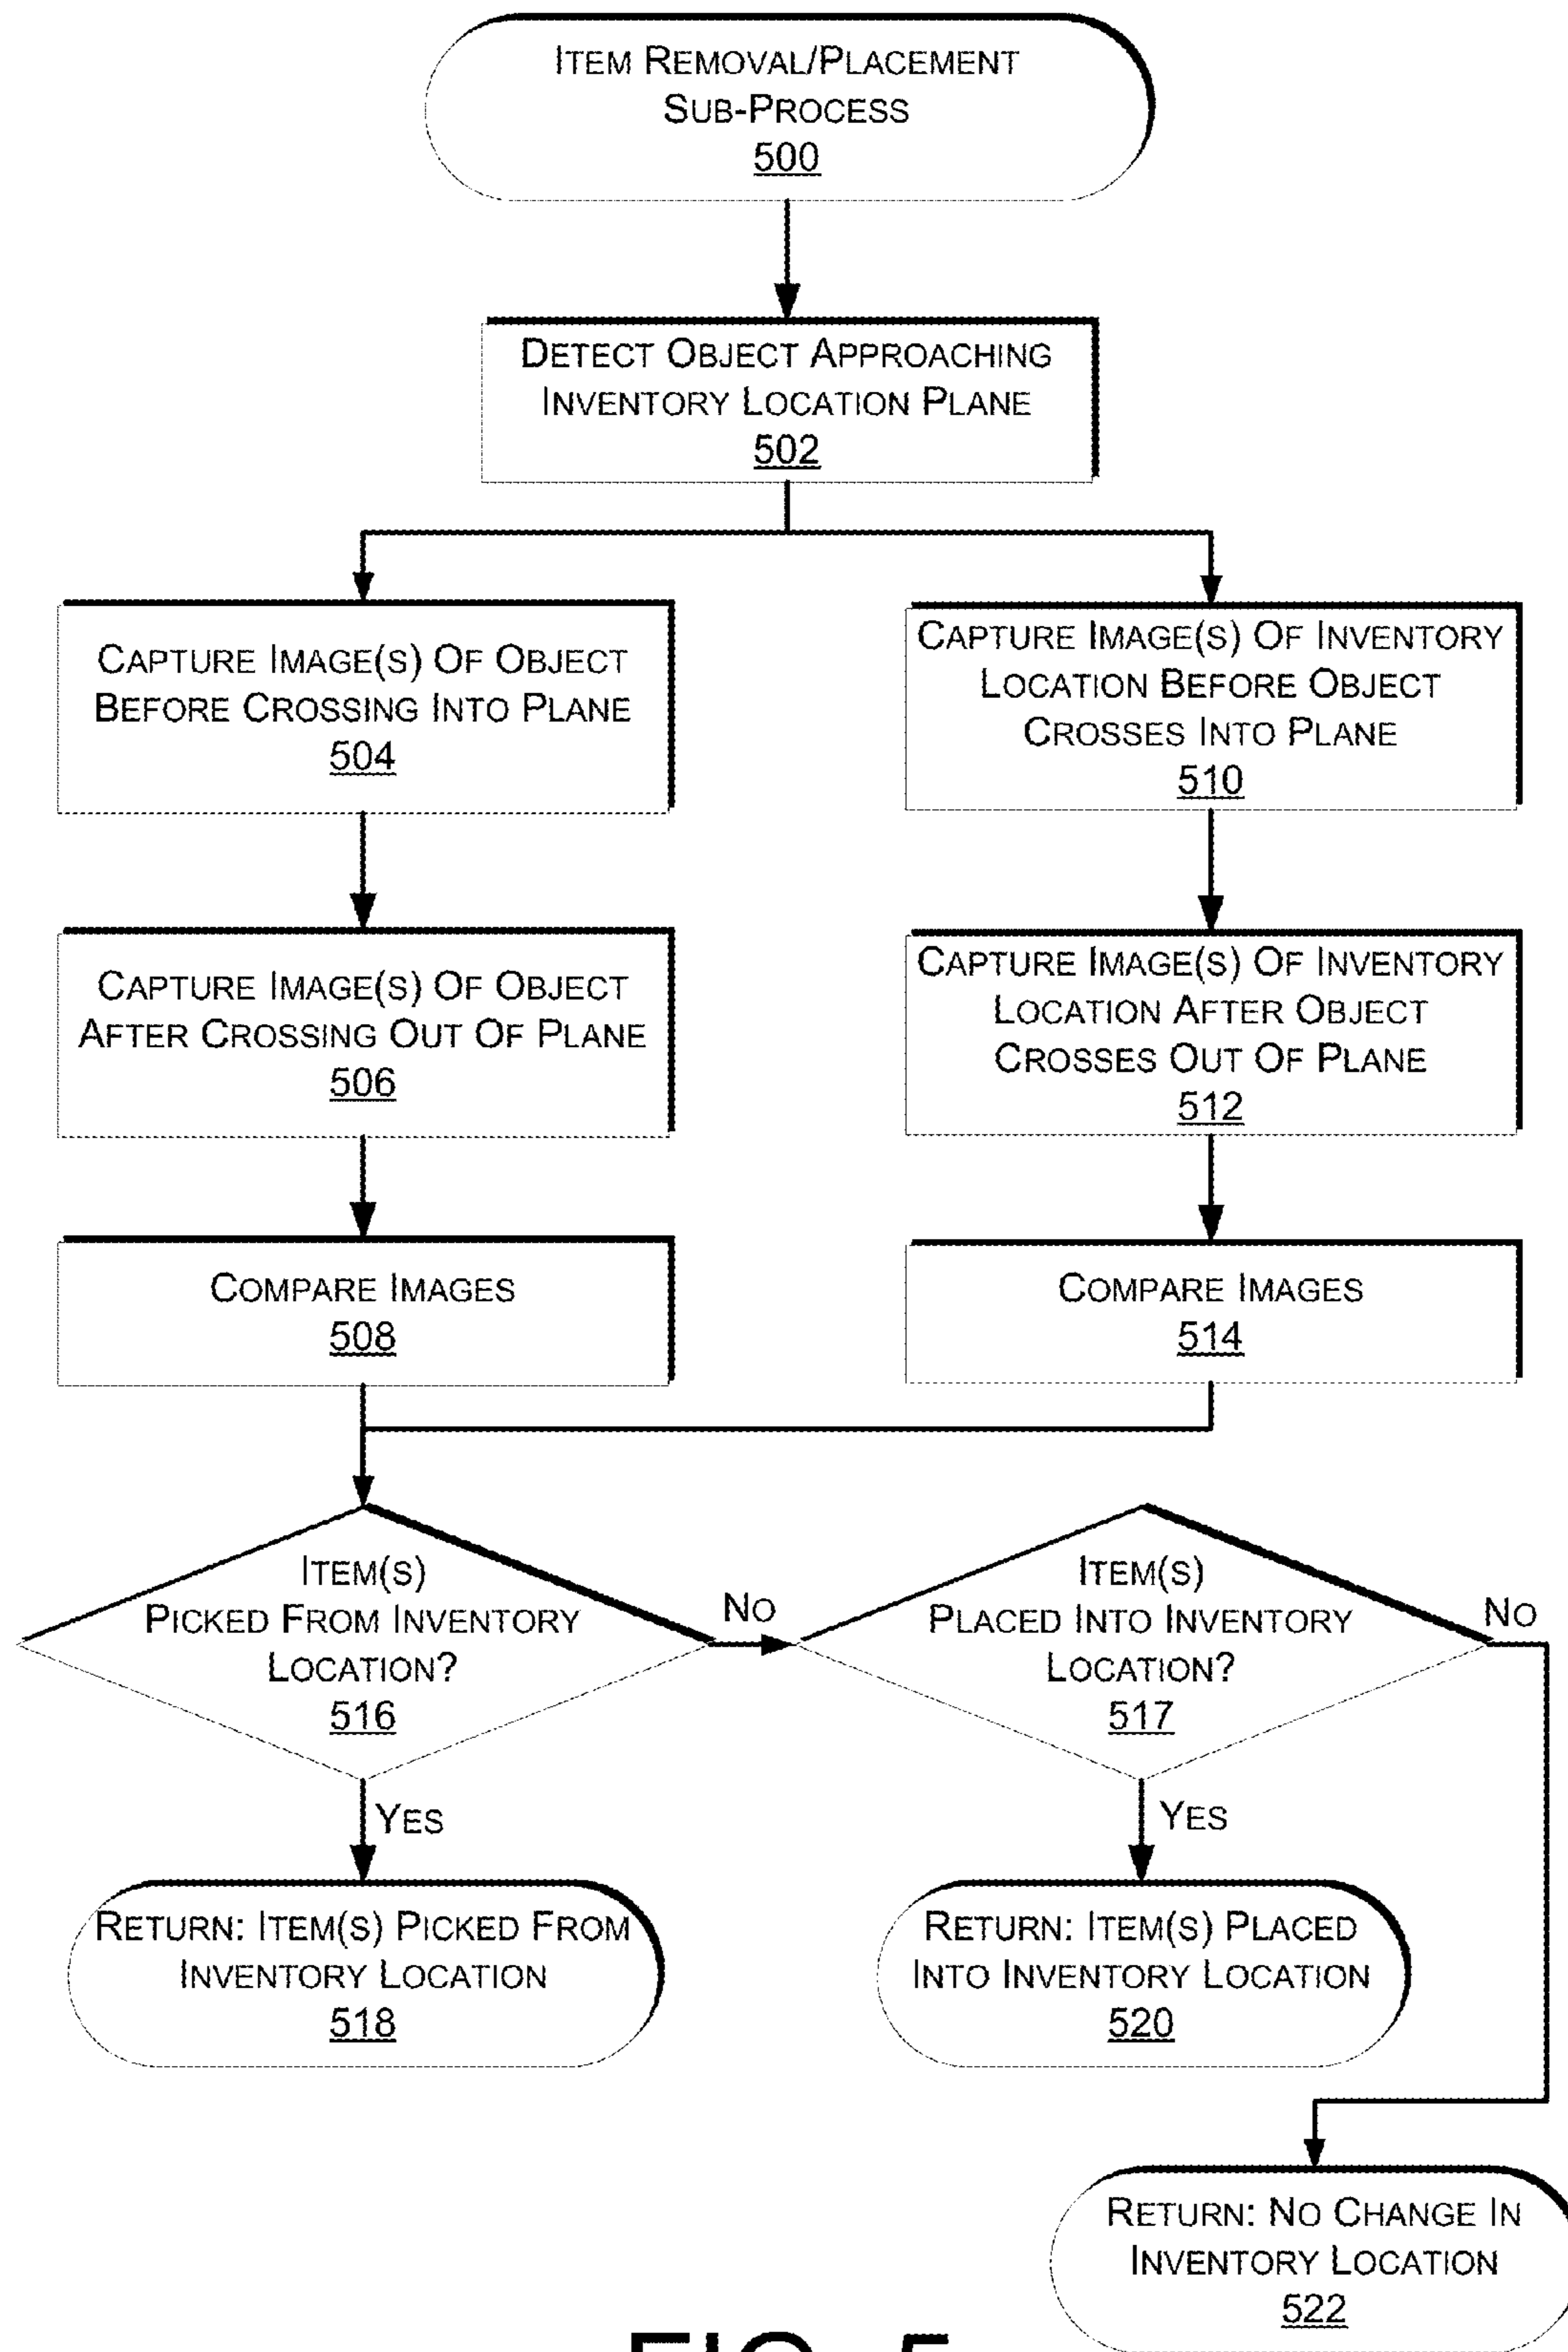 ITEM REMOVAL/PLACEMENT
SUB-PROCESS
500
DETECT OBJECT APPROACHING
INVENTORY LOCATION PLANE
502
CAPTURE IMAGE(S) OF OBJECT
BEFORE CROSSING INTO PLANE
504
CAPTURE IMAGE(S) OF INVENTORY
LOCATION BEFORE OBJECT
CROSSES INTO PLANE
510
CAPTURE IMAGE(S) OF OBJECT
AFTER CROSSING OUT OF PLANE
506
CAPTURE IMAGE(S) OF INVENTORY
LOCATION AFTER OBJECT
CROSSES OUT OF PLANE
512
COMPARE IMAGES
508
COMPARE IMAGES
514
ITEM(S)
PICKED FROM INVENTORY
LOCATION?
516
NO
ITEM(S)
PLACED INTO INVENTORY
LOCATION?
517
NO
YES
YES
RETURN: ITEM(S) PICKED FROM
INVENTORY LOCATION
518
RETURN: ITEM(S) PLACED
INTO INVENTORY LOCATION
520
RETURN: NO CHANGE IN
INVENTORY LOCATION
522
FIG. 5